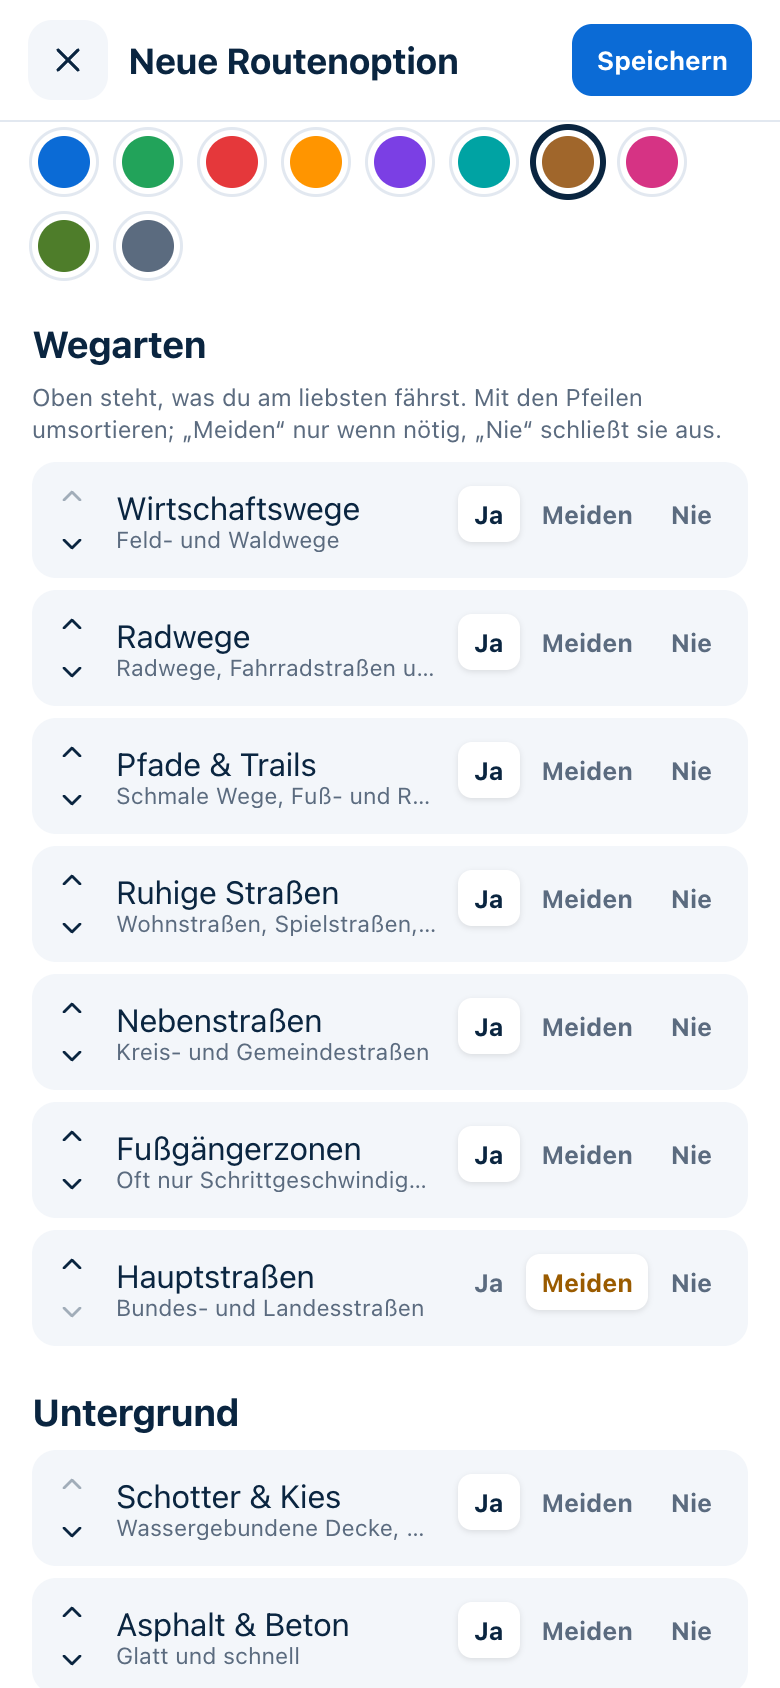 Neue Routenoption
Speichern
Wegarten
Oben steht, was du am liebsten fährst. Mit den Pfeilen
umsortieren; „Meiden“ nur wenn nötig, „Nie“ schließt sie aus.
Wirtschaftswege
Feld- und Waldwege
Ja Meiden Nie
Radwege
Radwege, Fahrradstraßen u...
Ja Meiden Nie
Pfade & Trails
Schmale Wege, Fuß- und R...
Ja Meiden Nie
Ruhige Straßen
Wohnstraßen, Spielstraßen,...
Ja Meiden Nie
Nebenstraßen
Kreis- und Gemeindestraßen
Ja Meiden Nie
Fußgängerzonen
Oft nur Schrittgeschwindig...
Ja Meiden Nie
Hauptstraßen
Bundes- und Landesstraßen
Ja Meiden Nie
Untergrund
Schotter & Kies
Wassergebundene Decke, ...
Ja Meiden Nie
Asphalt & Beton
Glatt und schnell
Ja Meiden Nie